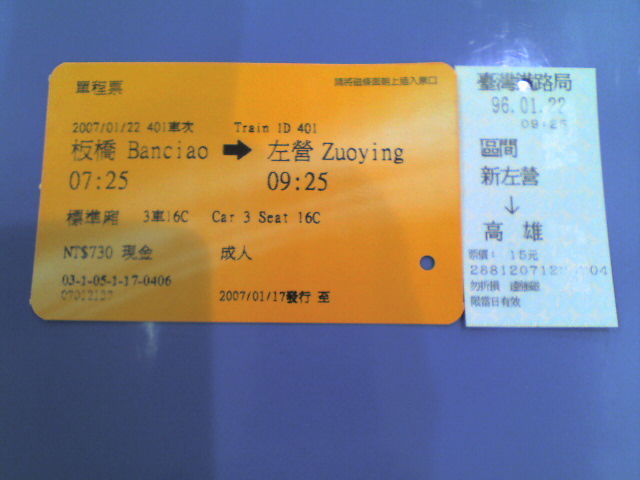 單程票
請將磁條面朝上插入票口
2007/01/22 401車次 Train ID 401
板橋 Banciao → 左營 Zuoying
07:25 09:25
標準廂 3車16C Car 3 Seat 16C
NT$730 現金 成人
03-1-05-1-17-0406
07012127
2007/01/17發行 至
臺灣鐵路局
96.01.22
09:25
區間
新左營
↓
高雄
票價: 15元
限當日有效